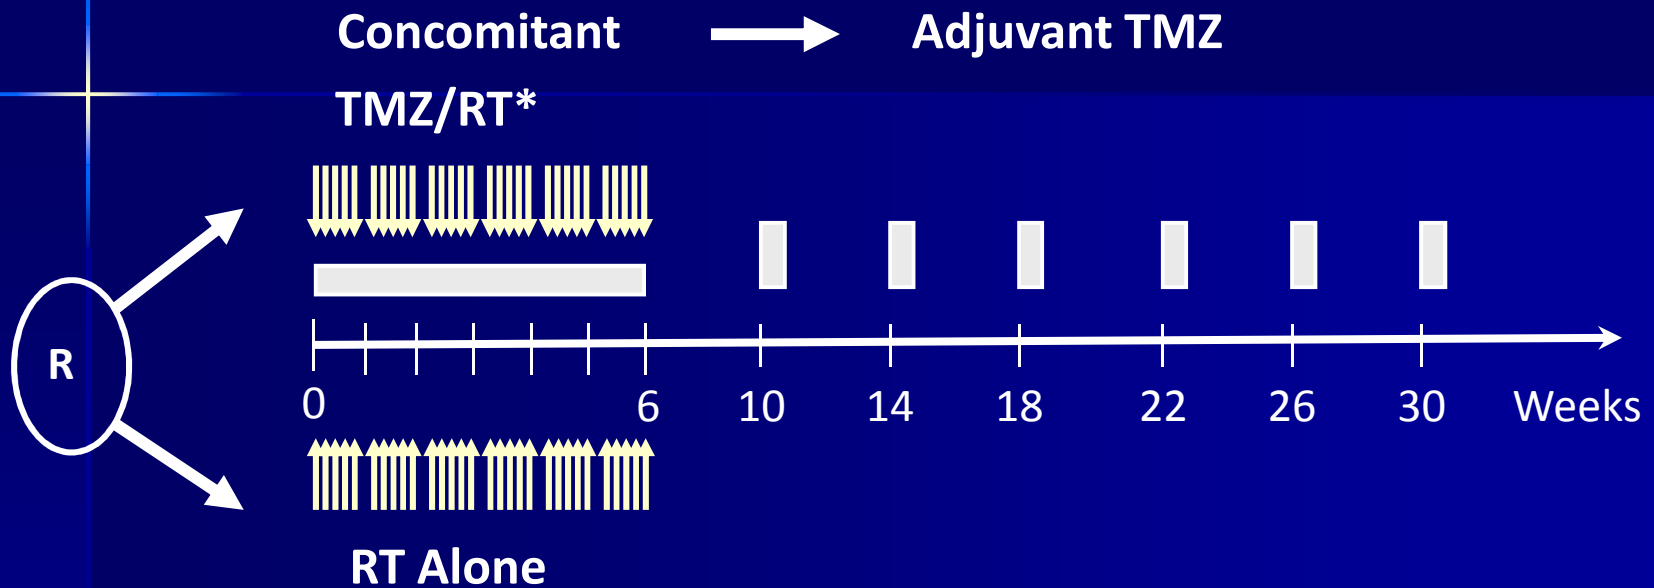 Concomitant Adjuvant TMZ
TMZ/RT*
R
0 6 10 14 18 22 26 30 Weeks
RT Alone